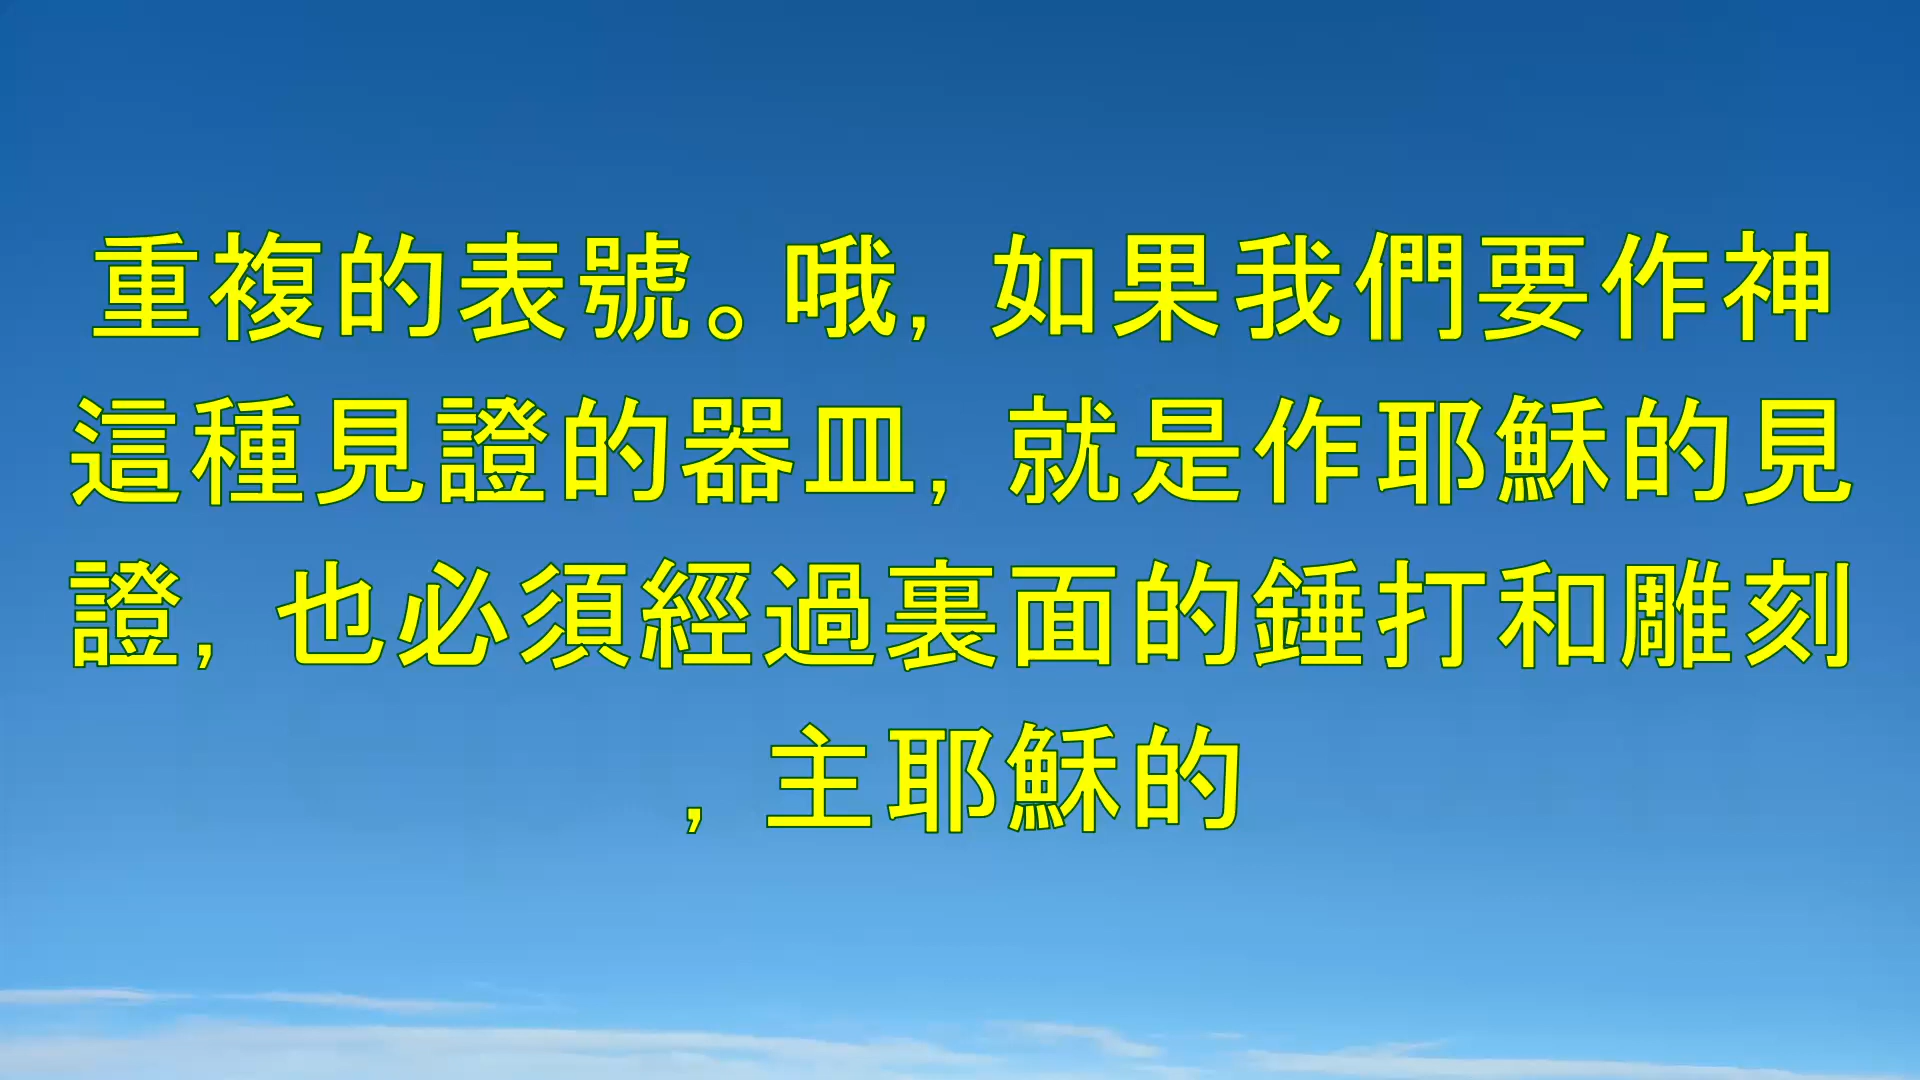 重複的表號。哦，如果我們要作神
這種見證的器皿，就是作耶穌的見
證，也必須經過裏面的錘打和雕刻
，主耶穌的